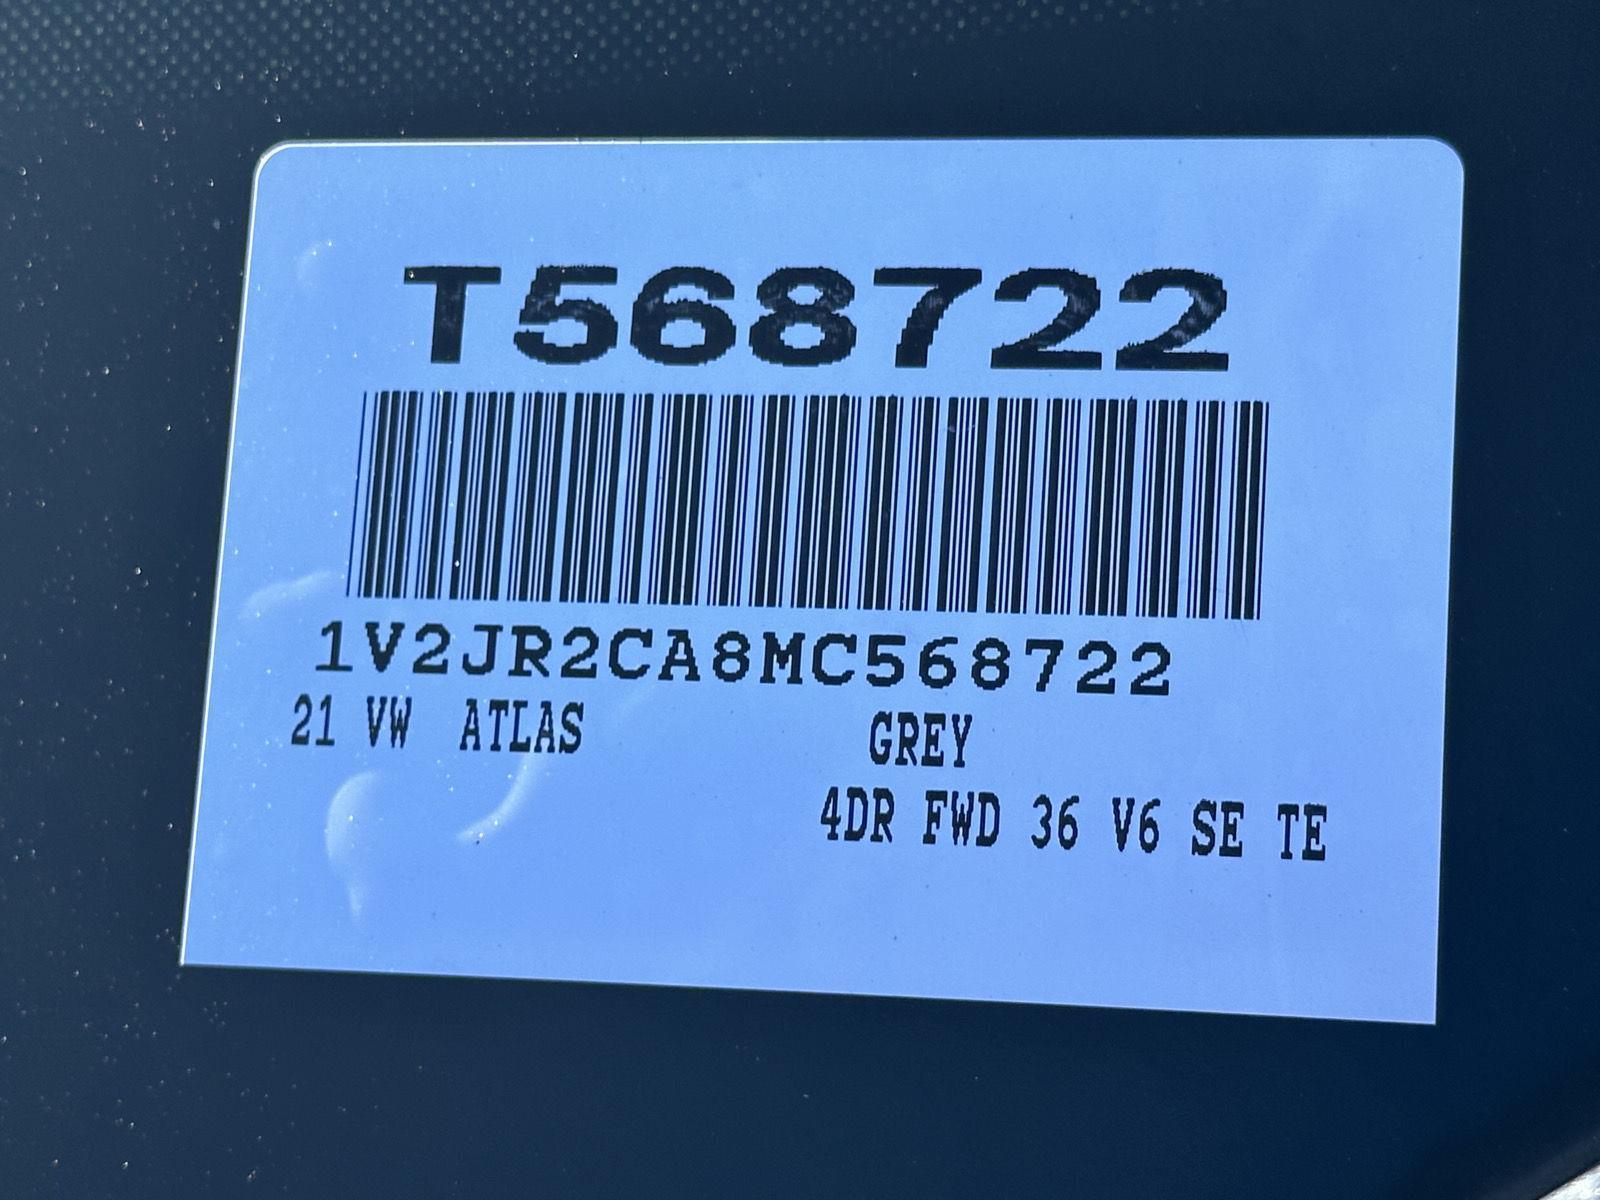 T568722
1V2JR2CA8MC568722
21 VW ATLAS GREY
4DR FWD 36 V6 SE TE